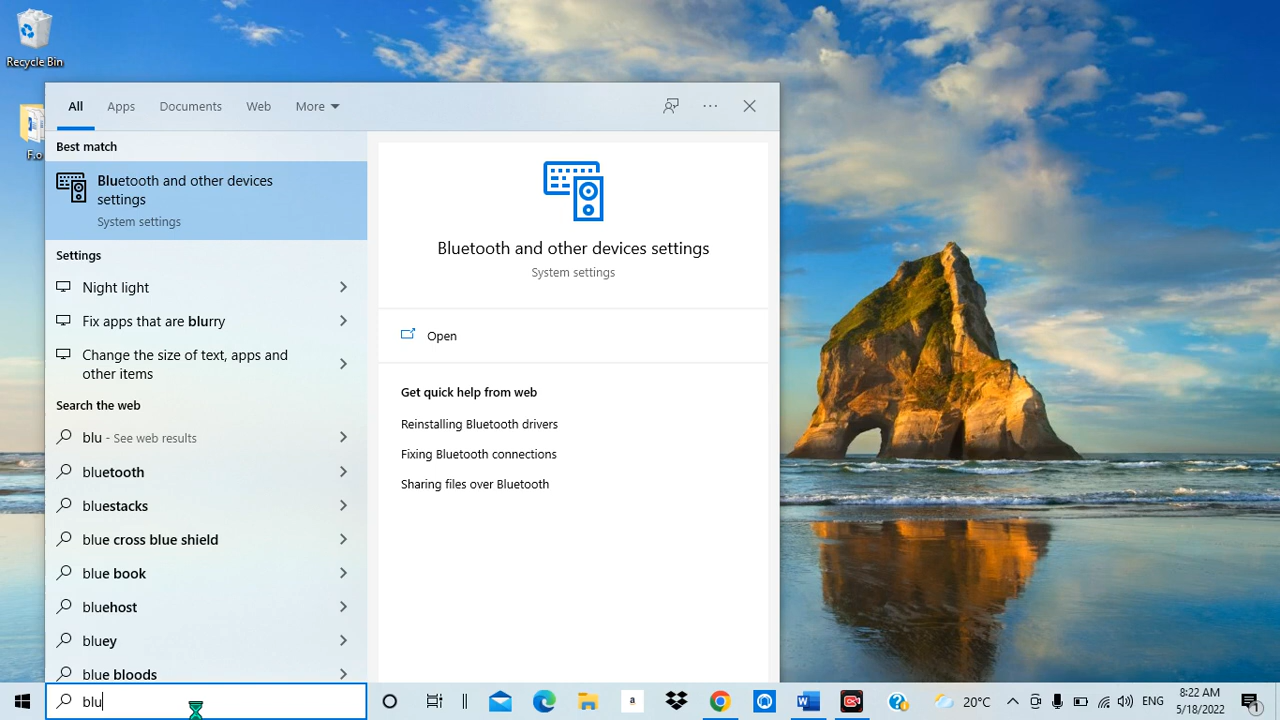 Recycle Bin
F.o
All Apps Documents Web More
Best match
Bluetooth and other devices
settings
System settings
Settings
Night light
Fix apps that are blurry
Change the size of text, apps and
other items
Search the web
blu - See web results
bluetooth
bluestacks
blue cross blue shield
blue book
bluehost
bluey
blue bloods
Bluetooth and other devices settings
System settings
Open
Get quick help from web
Reinstalling Bluetooth drivers
Fixing Bluetooth connections
Sharing files over Bluetooth
blu
a
20°C
ENG
8:22 AM
5/18/2022
1